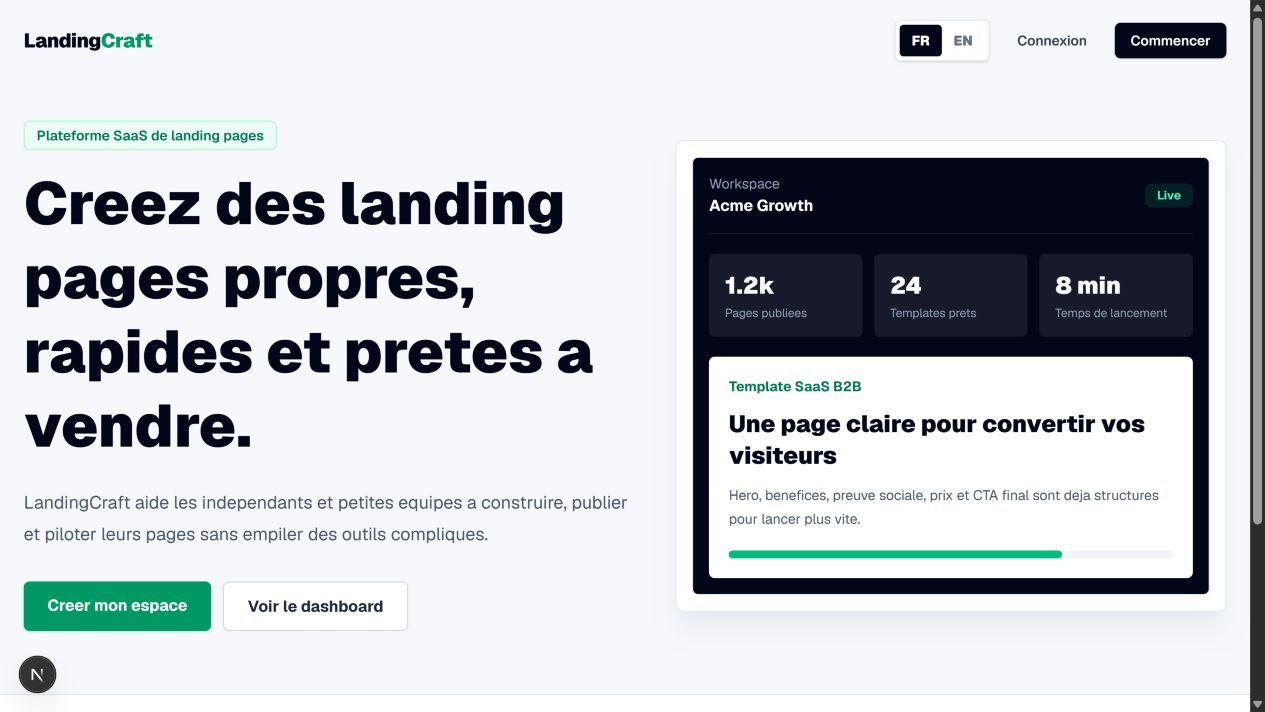 LandingCraft
FR
EN
Connexion
Commencer
Plateforme SaaS de landing pages
Creez des landing
pages propres,
rapides et pretes a
vendre.
LandingCraft aide les independants et petites equipes a construire, publier
et piloter leurs pages sans empiler des outils compliques.
Creer mon espace
Voir le dashboard
Workspace
Acme Growth
Live
1.2k
Pages publiees
24
Templates prets
8 min
Temps de lancement
Template SaaS B2B
Une page claire pour convertir vos
visiteurs
Hero, benefices, preuve sociale, prix et CTA final sont deja structures
pour lancer plus vite.
N